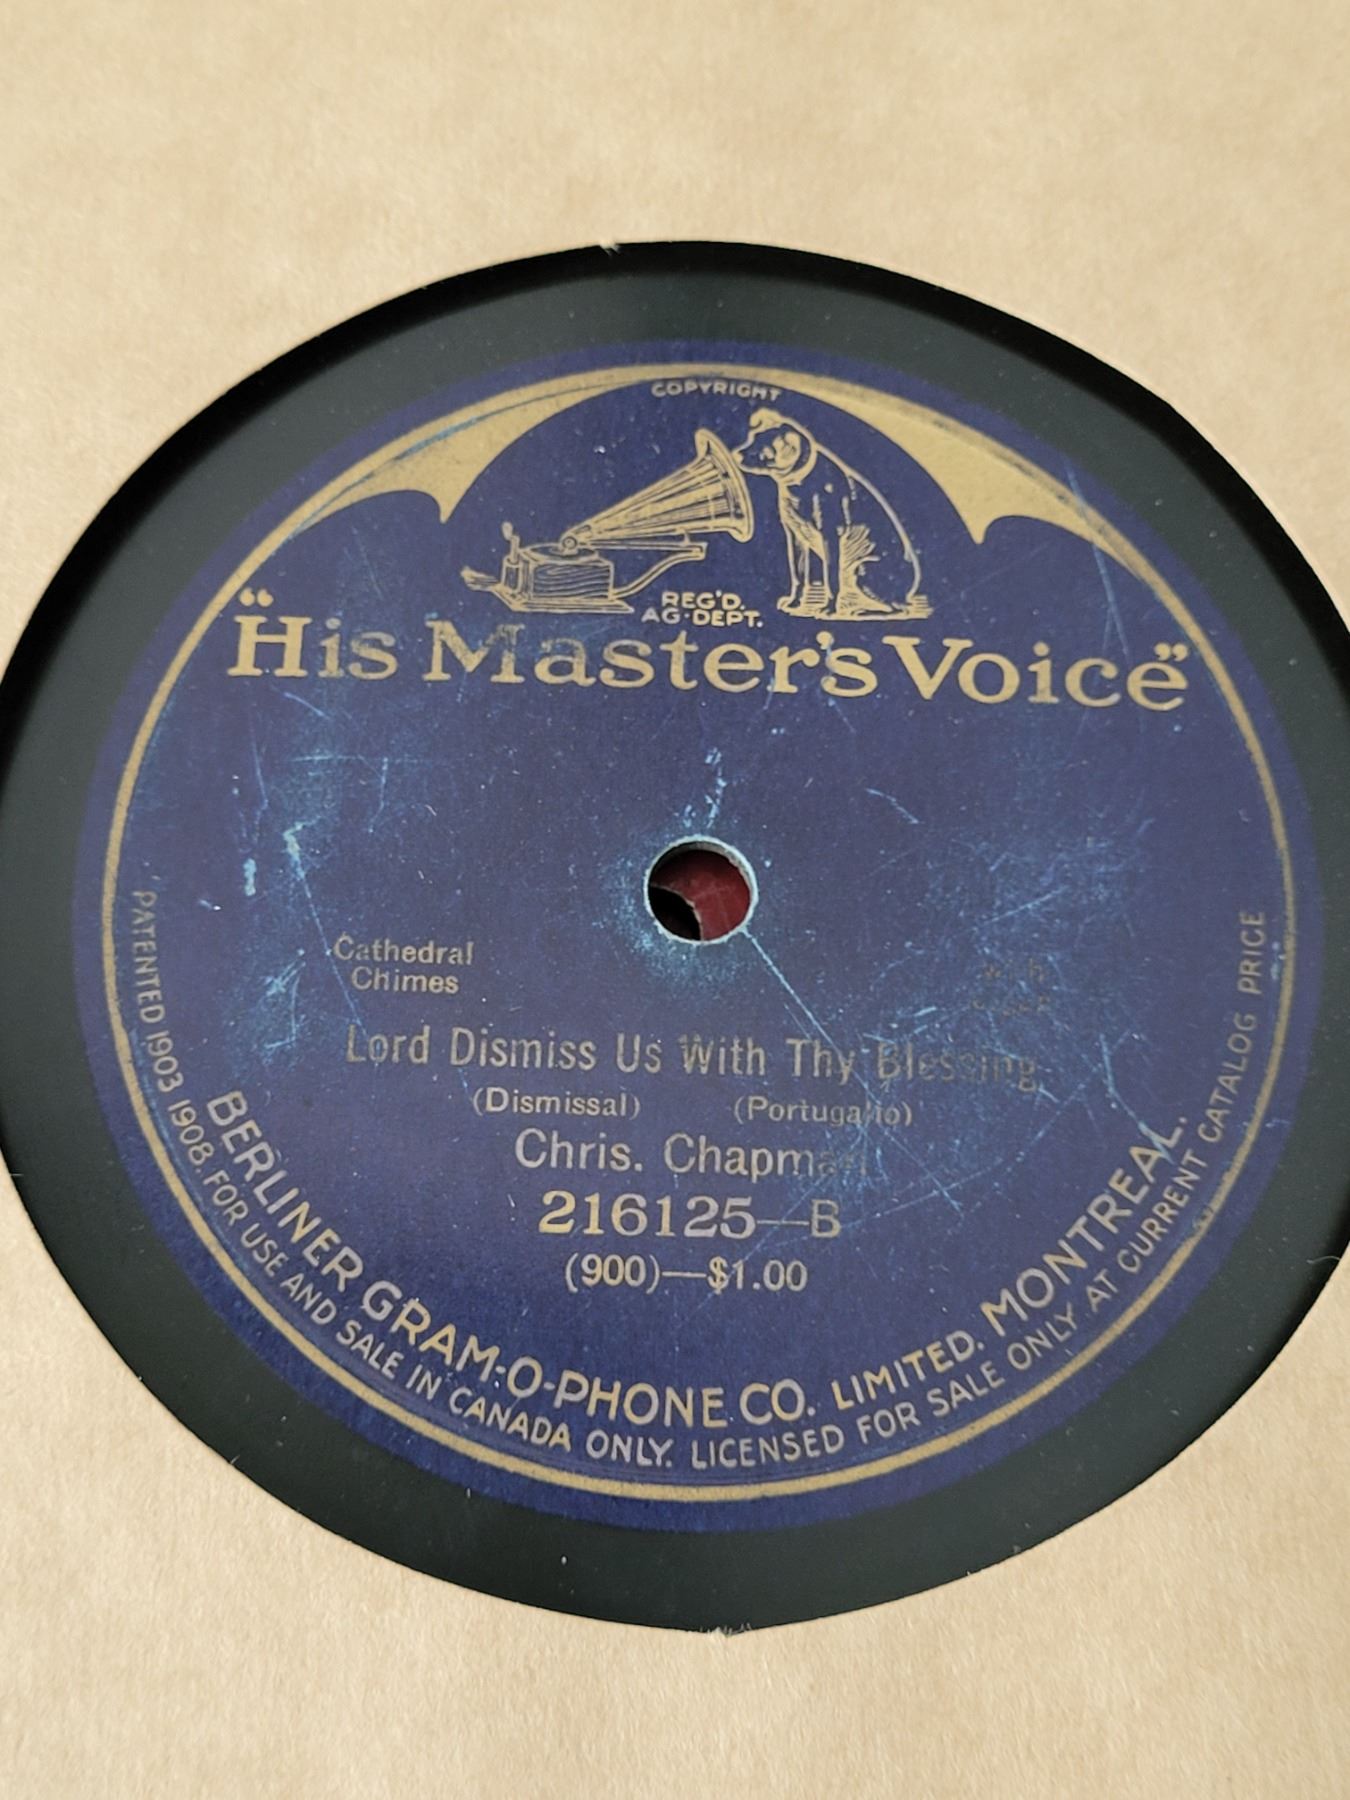 COPYRIGHT
REG'D.
AG·DEPT.
"His Master's Voice"
Cathedral
Chimes
with
Lord Dismiss Us With Thy Blessing
(Dismissal) (Portugallo)
Chris. Chapman
216125—B
(900)—$1.00
BERLINER GRAM-O-PHONE CO. LIMITED. MONTREAL.
PATENTED 1903 1908. FOR USE AND SALE IN CANADA ONLY. LICENSED FOR SALE ONLY AT CURRENT CATALOG PRICE